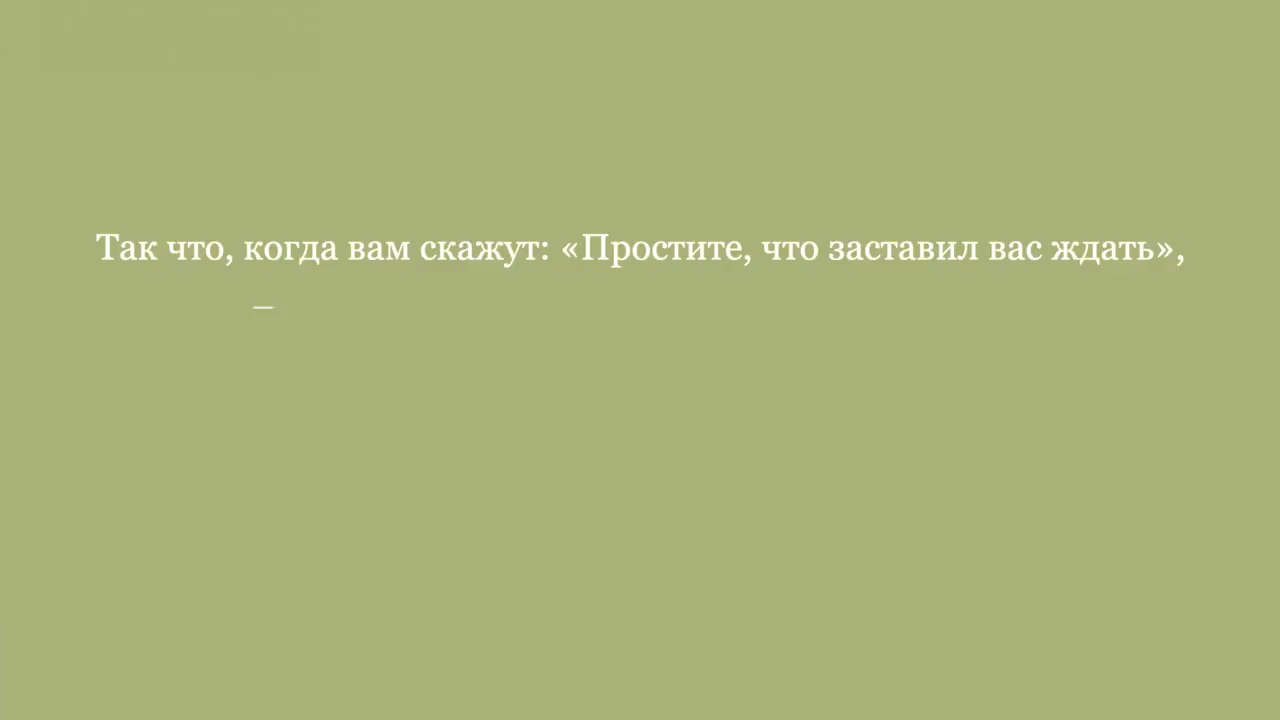 Так что, когда вам скажут: «Простите, что заставил вас ждать»,
–